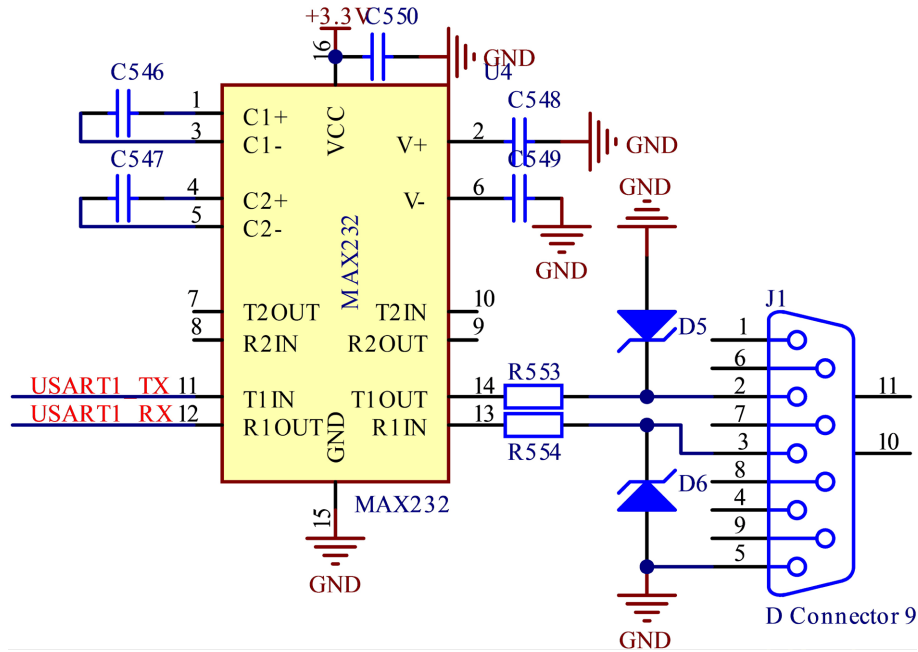 +3.3V
C550
16
GND
U4
C546
1
C1+
3
C1-
VCC
C548
2
V+
GND
C547
C549
4
C2+
6
V-
GND
5
C2-
GND
MAX232
7
T2OUT
10
T2IN
8
R2IN
9
R2OUT
D5
J1
1
6
USART1_TX
11
T1IN
14
T1OUT
R553
2
11
USART1_RX
12
R1OUT
GND
13
R1IN
R554
7
3
10
D6
8
4
MAX232
15
9
5
GND
GND
D Connector 9